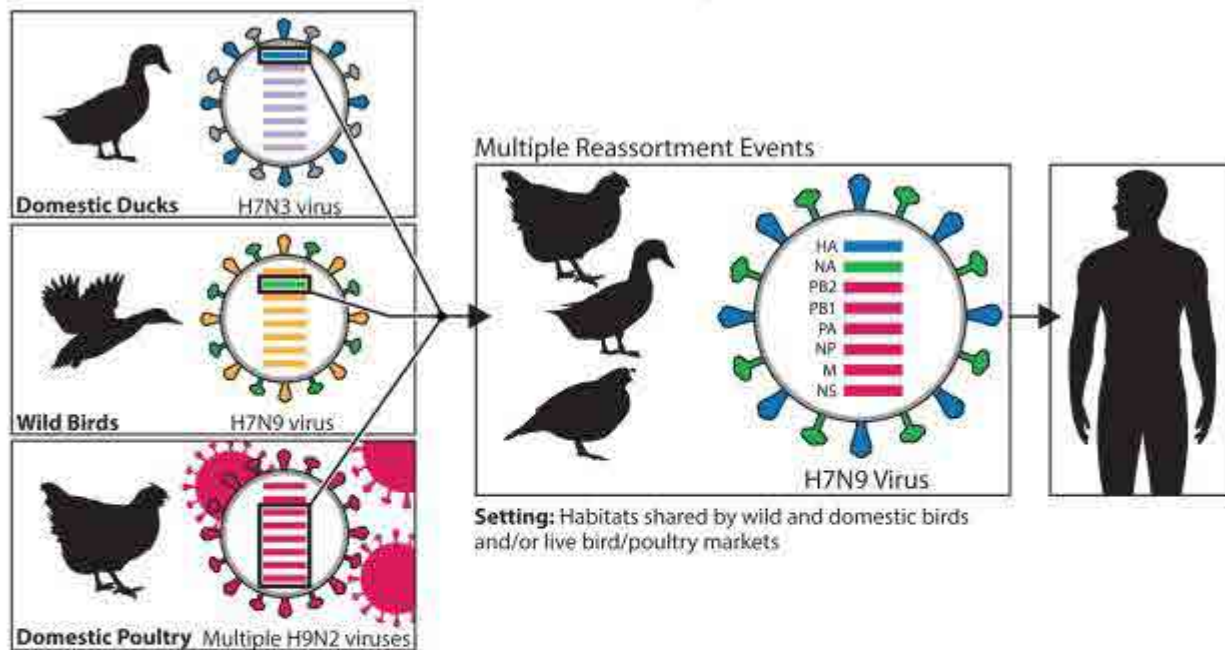 Domestic Ducks
H7N3 virus
Wild Birds
H7N9 virus
Domestic Poultry
Multiple H9N2 viruses
Multiple Reassortment Events
HA
NA
PB2
PB1
PA
NP
M
NS
H7N9 Virus
Setting: Habitats shared by wild and domestic birds
and/or live bird/poultry markets